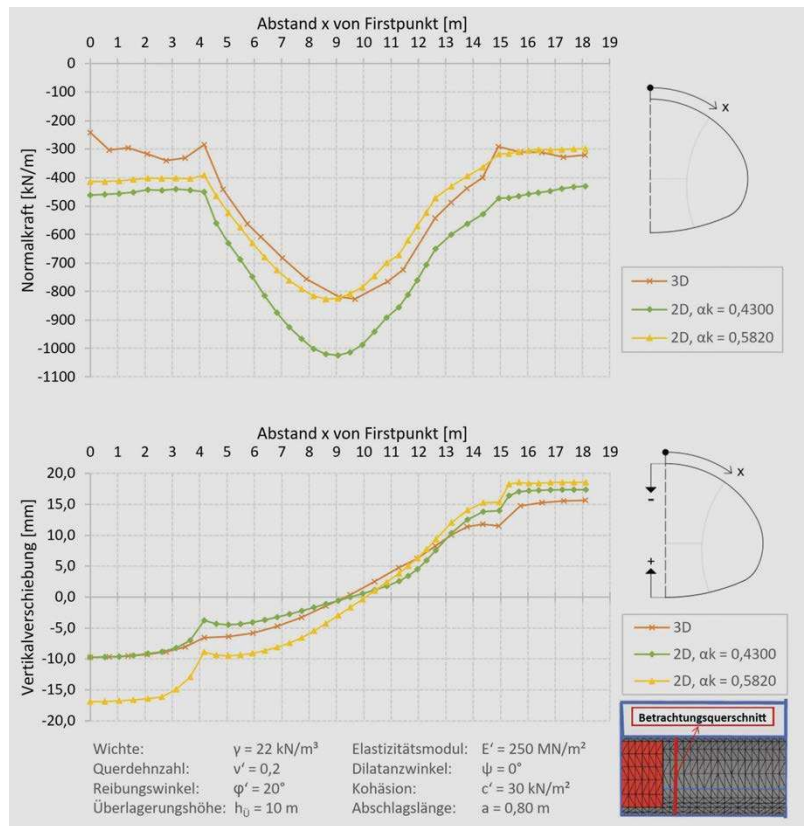 Abstand x von Firstpunkt [m]
0 1 2 3 4 5 6 7 8 9 10 11 12 13 14 15 16 17 18 19
0
-100
-200
-300
-400
-500
-600
-700
-800
-900
-1000
-1100
Normalkraft [kN/m]
x
3D
2D, αk = 0,4300
2D, αk = 0,5820
Abstand x von Firstpunkt [m]
0 1 2 3 4 5 6 7 8 9 10 11 12 13 14 15 16 17 18 19
20,0
15,0
10,0
5,0
0,0
-5,0
-10,0
-15,0
-20,0
Vertikalverschiebung [mm]
x
−
+
3D
2D, αk = 0,4300
2D, αk = 0,5820
Betrachtungsquerschnitt
Wichte: γ = 22 kN/m³ Elastizitätsmodul: E‘ = 250 MN/m²
Querdehnzahl: ν‘ = 0,2 Dilatanzwinkel: ψ = 0°
Reibungswinkel: φ‘ = 20° Kohäsion: c‘ = 30 kN/m²
Überlagerungshöhe: hÜ = 10 m Abschlagslänge: a = 0,80 m